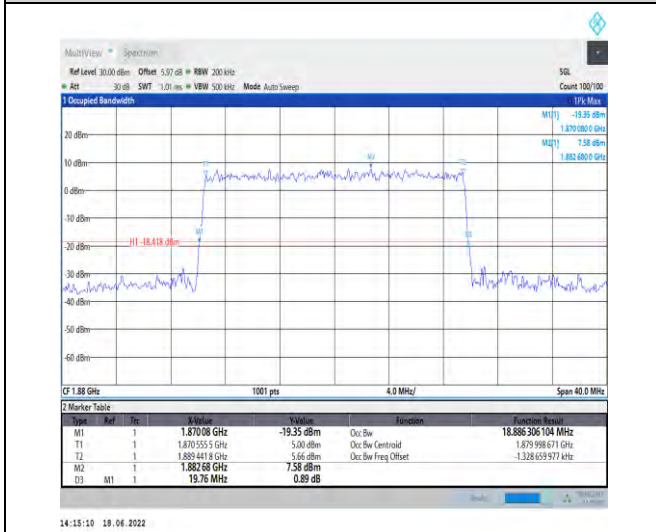 MultiView Spectrum
Ref Level 30.00 dBm Offset 5.97 dB RBW 200 kHz SGL
Att 30 dB SWT 1.01 ms VBW 500 kHz Mode Auto Sweep Count 100/100
1 Occupied Bandwidth 1Pk Max
M1[1] -19.35 dBm
1.870 080 0 GHz
M2[1] 7.58 dBm
1.882 680 0 GHz
20 dBm
10 dBm
0 dBm
-10 dBm
-20 dBm
H1 -18.418 dBm
-30 dBm
-40 dBm
-50 dBm
-60 dBm
CF 1.88 GHz 1001 pts 4.0 MHz/ Span 40.0 MHz
2 Marker Table
Type Ref Trc X-Value Y-Value Function Function Result
M1 1 1.87008 GHz -19.35 dBm Occ Bw 18.886306104 MHz
T1 1 1.870 555 5 GHz 5.00 dBm Occ Bw Centroid 1.879 998 671 GHz
T2 1 1.889 441 8 GHz 5.66 dBm Occ Bw Freq Offset -1.328 659 977 kHz
M2 1 1.88268 GHz 7.58 dBm
D3 M1 1 19.76 MHz 0.89 dB
14:15:10 18.06.2022